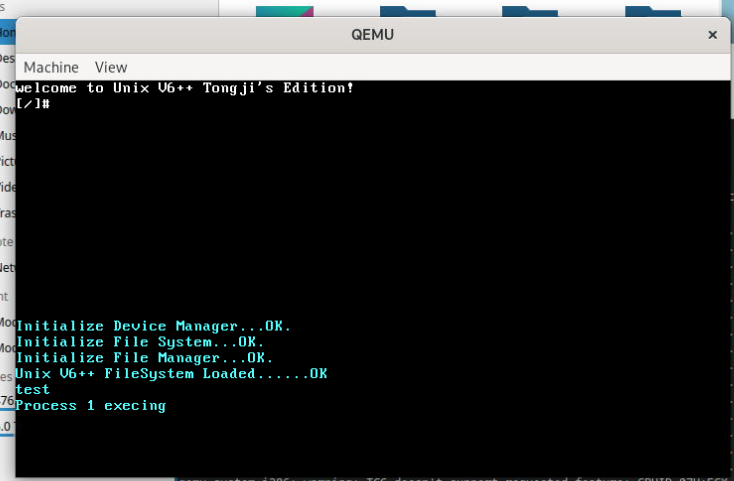 QEMU
×
Machine View
welcome to Unix V6++ Tongji's Edition!
[/]#
Initialize Device Manager...OK.
Initialize File System...OK.
Initialize File Manager...OK.
Unix V6++ FileSystem Loaded......OK
test
Process 1 execing